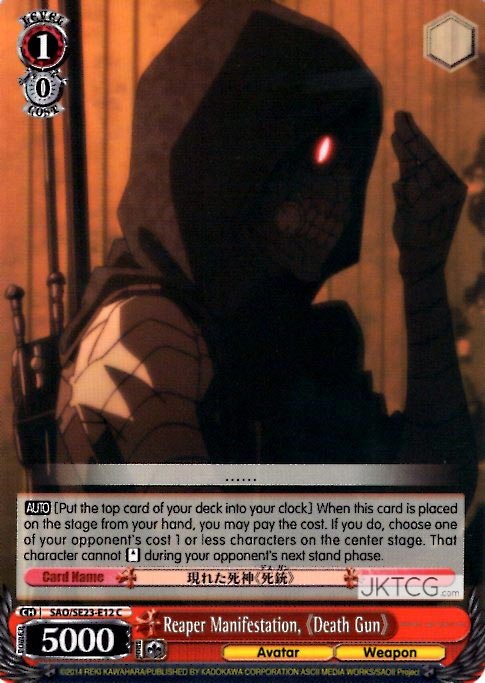 LEVEL
1
0
COST
......
AUTO [Put the top card of your deck into your clock] When this card is placed
on the stage from your hand, you may pay the cost. If you do, choose one
of your opponent's cost 1 or less characters on the center stage. That
character cannot during your opponent's next stand phase.
Card Name 現れた死神《死銃》
JKTCG.com
CH SAO/SE23-E12 C
POWER 5000 SOUL
Reaper Manifestation, 《Death Gun》
Avatar Weapon
©2014 REKI KAWAHARA/PUBLISHED BY KADOKAWA CORPORATION ASCII MEDIA WORKS/SAOII Project